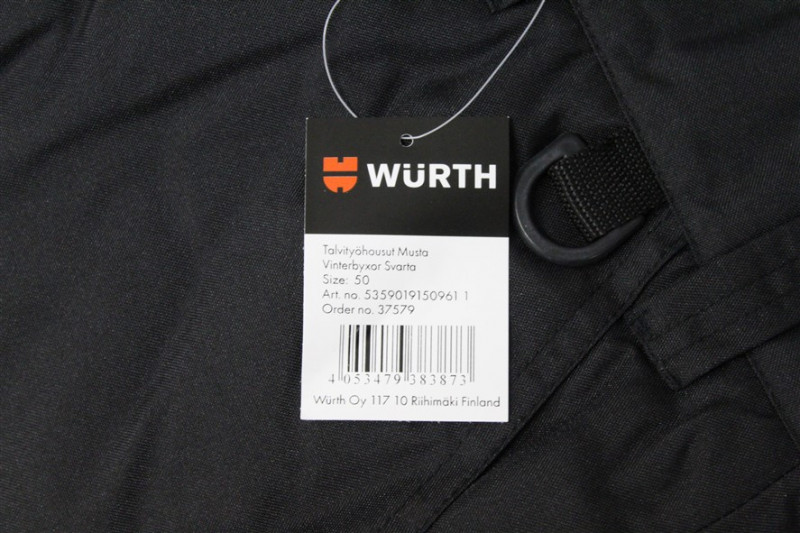 WÜRTH
Talvityöhousut Musta
Vinterbyxor Svarta
Size: 50
Art. no. 5359019150961 1
Order no. 37579
4 053479 383873
Würth Oy 117 10 Riihimäki Finland